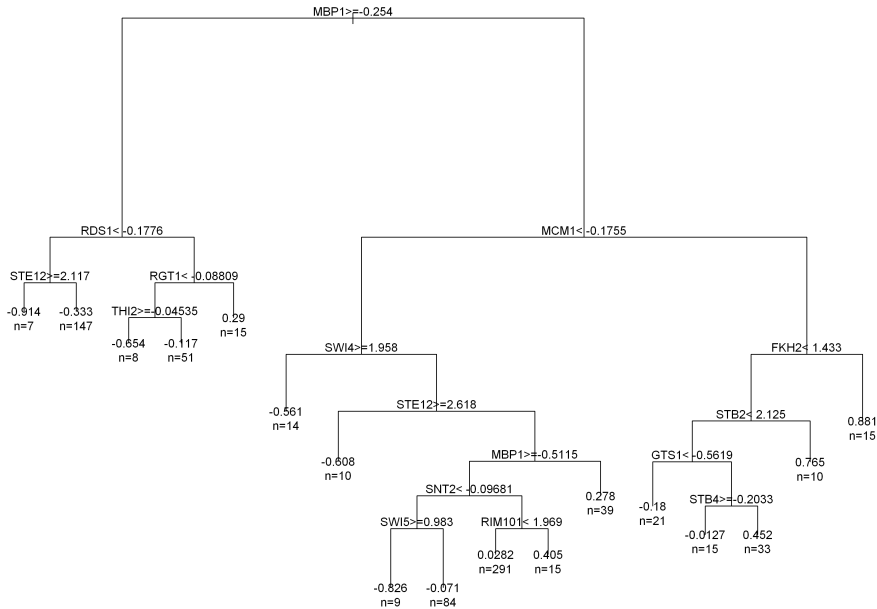 MBP1>=-0.254
RDS1< -0.1776
MCM1< -0.1755
STE12>=2.117
RGT1< -0.08809
-0.914
n=7
-0.333
n=147
THI2>=-0.04535
0.29
n=15
-0.654
n=8
-0.117
n=51
SWI4>=1.958
FKH2< 1.433
-0.561
n=14
STE12>=2.618
STB2< 2.125
0.881
n=15
-0.608
n=10
MBP1>=-0.5115
GTS1< -0.5619
0.765
n=10
SNT2< -0.09681
0.278
n=39
-0.18
n=21
STB4>=-0.2033
SWI5>=0.983
RIM101< 1.969
-0.0127
n=15
0.452
n=33
0.0282
n=291
0.405
n=15
-0.826
n=9
-0.071
n=84